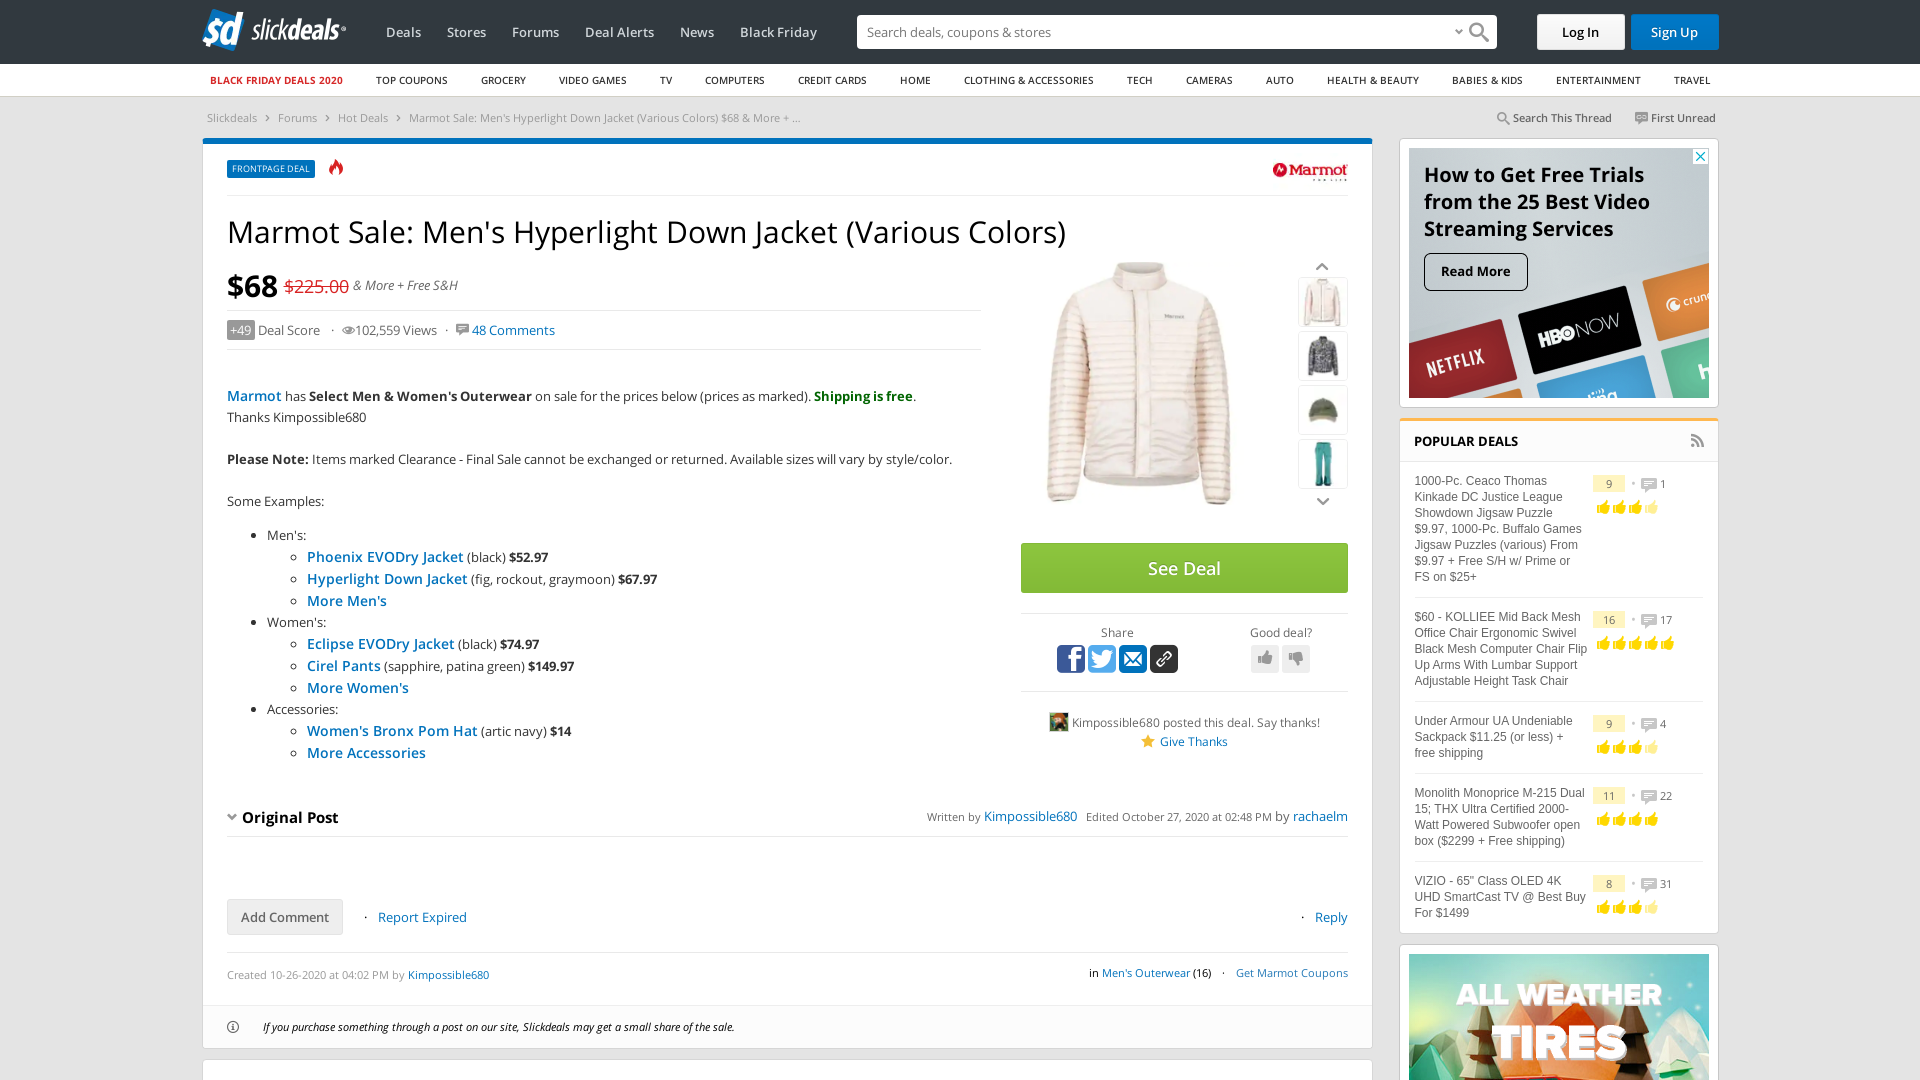 slickdeals
Deals
Stores
Forums
Deal Alerts
News
Black Friday
Search deals, coupons & stores
Log In
Sign Up
BLACK FRIDAY DEALS 2020
TOP COUPONS
GROCERY
VIDEO GAMES
TV
COMPUTERS
CREDIT CARDS
HOME
CLOTHING & ACCESSORIES
TECH
CAMERAS
AUTO
HEALTH & BEAUTY
BABIES & KIDS
ENTERTAINMENT
TRAVEL
Slickdeals › Forums › Hot Deals › Marmot Sale: Men's Hyperlight Down Jacket (Various Colors) $68 & More + ...
Search This Thread
First Unread
FRONTPAGE DEAL
Marmot
Marmot Sale: Men's Hyperlight Down Jacket (Various Colors)
$68 $225.00 & More + Free S&H
+49 Deal Score · 102,559 Views · 48 Comments
Marmot has Select Men & Women's Outerwear on sale for the prices below (prices as marked). Shipping is free.
Thanks Kimpossible680
Please Note: Items marked Clearance - Final Sale cannot be exchanged or returned. Available sizes will vary by style/color.
Some Examples:
Men's:
Phoenix EVODry Jacket (black) $52.97
Hyperlight Down Jacket (fig, rockout, graymoon) $67.97
More Men's
Women's:
Eclipse EVODry Jacket (black) $74.97
Cirel Pants (sapphire, patina green) $149.97
More Women's
Accessories:
Women's Bronx Pom Hat (artic navy) $14
More Accessories
See Deal
Share
Good deal?
Kimpossible680 posted this deal. Say thanks!
Give Thanks
Original Post
Written by Kimpossible680 Edited October 27, 2020 at 02:48 PM by rachaelm
Add Comment · Report Expired
· Reply
Created 10-26-2020 at 04:02 PM by Kimpossible680
in Men's Outerwear (16) · Get Marmot Coupons
If you purchase something through a post on our site, Slickdeals may get a small share of the sale.
How to Get Free Trials
from the 25 Best Video
Streaming Services
Read More
NETFLIX
HBO NOW
crunc
POPULAR DEALS
1000-Pc. Ceaco Thomas
Kinkade DC Justice League
Showdown Jigsaw Puzzle
$9.97, 1000-Pc. Buffalo Games
Jigsaw Puzzles (various) From
$9.97 + Free S/H w/ Prime or
FS on $25+
9 • 1
$60 - KOLLIEE Mid Back Mesh
Office Chair Ergonomic Swivel
Black Mesh Computer Chair Flip
Up Arms With Lumbar Support
Adjustable Height Task Chair
16 • 17
Under Armour UA Undeniable
Sackpack $11.25 (or less) +
free shipping
9 • 4
Monolith Monoprice M-215 Dual
15; THX Ultra Certified 2000-
Watt Powered Subwoofer open
box ($2299 + Free shipping)
11 • 22
VIZIO - 65" Class OLED 4K
UHD SmartCast TV @ Best Buy
For $1499
8 • 31
ALL WEATHER
TIRES